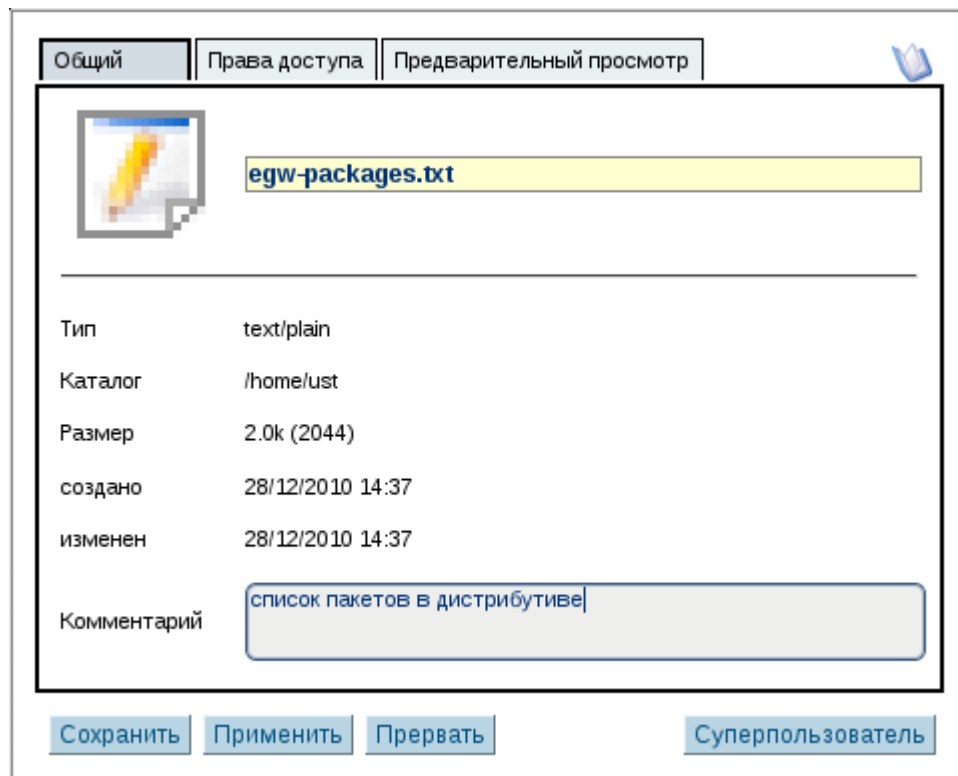 Общий Права доступа Предварительный просмотр
egw-packages.txt
Тип text/plain
Каталог /home/ust
Размер 2.0k (2044)
создано 28/12/2010 14:37
изменен 28/12/2010 14:37
Комментарий список пакетов в дистрибутиве
Сохранить Применить Прервать Суперпользователь